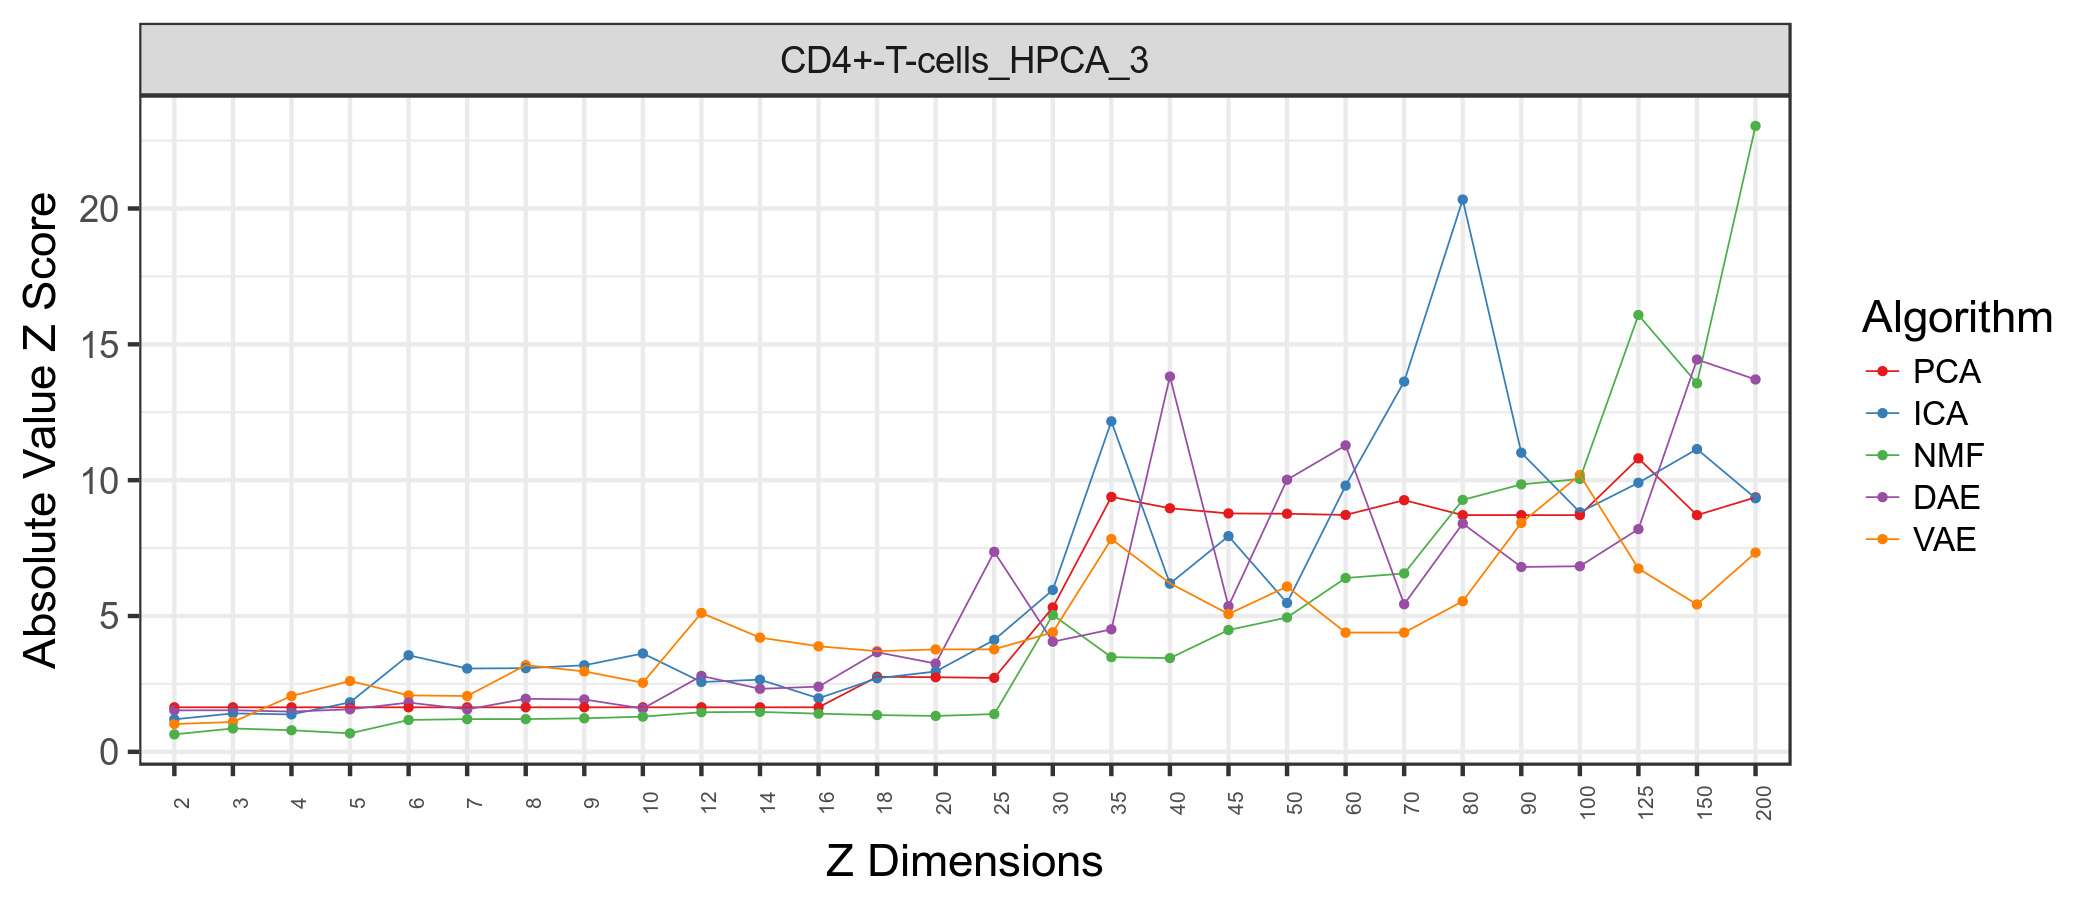 CD4+-T-cells_HPCA_3
Absolute Value Z Score
20
15
10
5
0
2 3 4 5 6 7 8 9 10 12 14 16 18 20 25 30 35 40 45 50 60 70 80 90 100 125 150 200
Z Dimensions
Algorithm
PCA
ICA
NMF
DAE
VAE